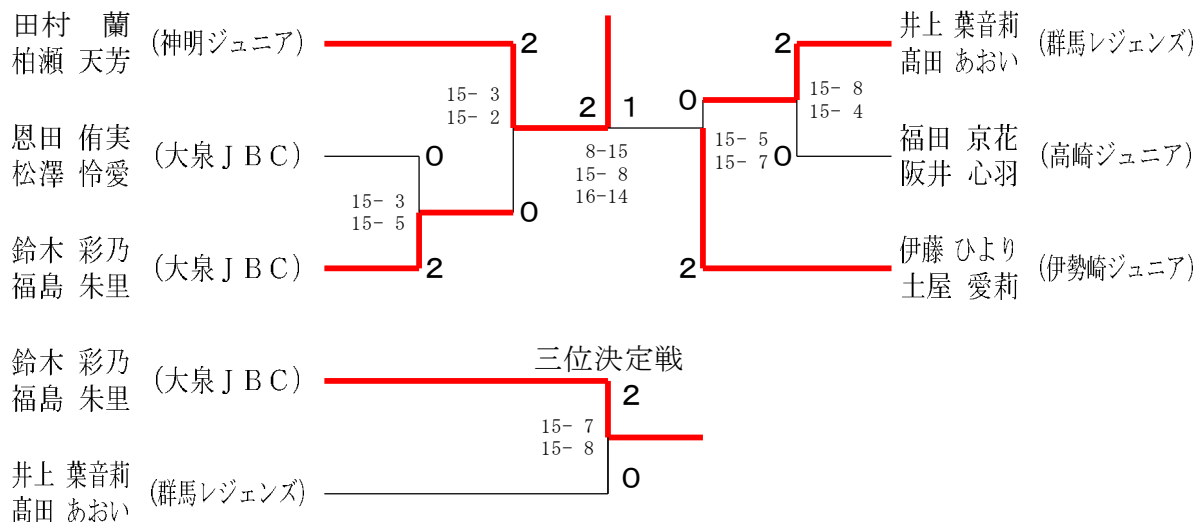 田村　蘭
柏瀬 天芳
(神明ジュニア)
2
15- 3
15- 2
恩田 侑実
松澤 怜愛
(大泉ＪＢＣ)
0
15- 3
15- 5
0
鈴木 彩乃
福島 朱里
(大泉ＪＢＣ)
2
2
1
8-15
15- 8
16-14
井上 葉音莉
髙田 あおい
(群馬レジェンズ)
2
0
15- 8
15- 4
福田 京花
阪井 心羽
(高崎ジュニア)
0
15- 5
15- 7
伊藤 ひより
土屋 愛莉
(伊勢崎ジュニア)
2
三位決定戦
鈴木 彩乃
福島 朱里
(大泉ＪＢＣ)
2
15- 7
15- 8
井上 葉音莉
髙田 あおい
(群馬レジェンズ)
0